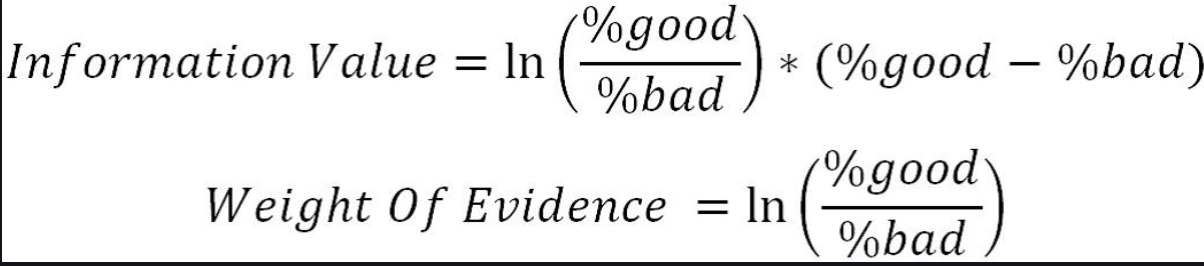 Information Value = ln(%good/%bad) * (%good − %bad)
Weight Of Evidence = ln(%good/%bad)